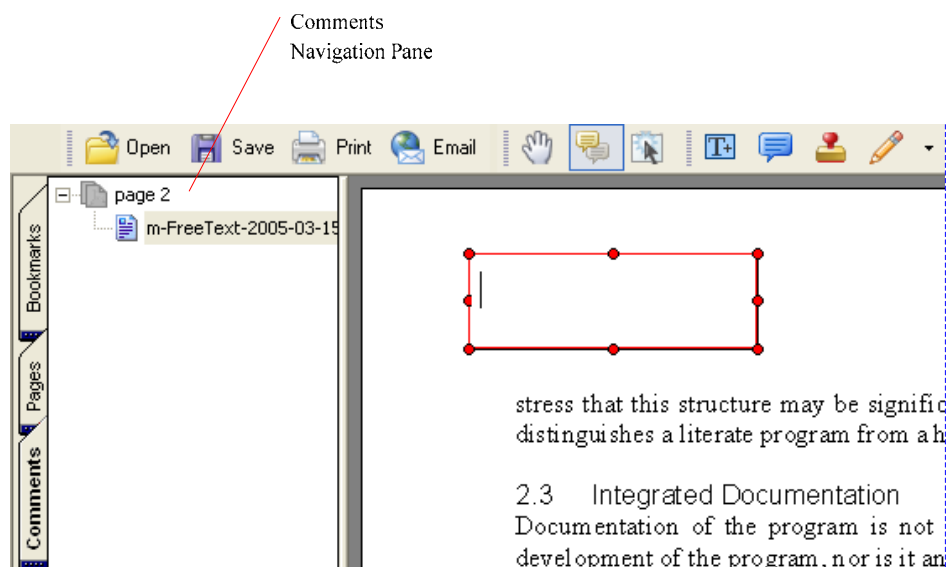 Comments
Navigation Pane
Open Save Print Email
page 2
m-FreeText-2005-03-15
Bookmarks
Pages
Comments
stress that this structure may be signific
distinguishes a literate program from a h
2.3 Integrated Documentation
Documentation of the program is not
development of the program, nor is it an